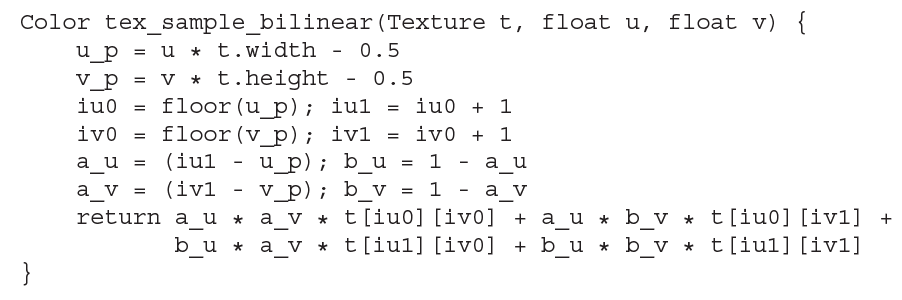 Color tex_sample_bilinear(Texture t, float u, float v) {
    u_p = u * t.width - 0.5
    v_p = v * t.height - 0.5
    iu0 = floor(u_p); iu1 = iu0 + 1
    iv0 = floor(v_p); iv1 = iv0 + 1
    a_u = (iu1 - u_p); b_u = 1 - a_u
    a_v = (iv1 - v_p); b_v = 1 - a_v
    return a_u * a_v * t[iu0][iv0] + a_u * b_v * t[iu0][iv1] +
           b_u * a_v * t[iu1][iv0] + b_u * b_v * t[iu1][iv1]
}